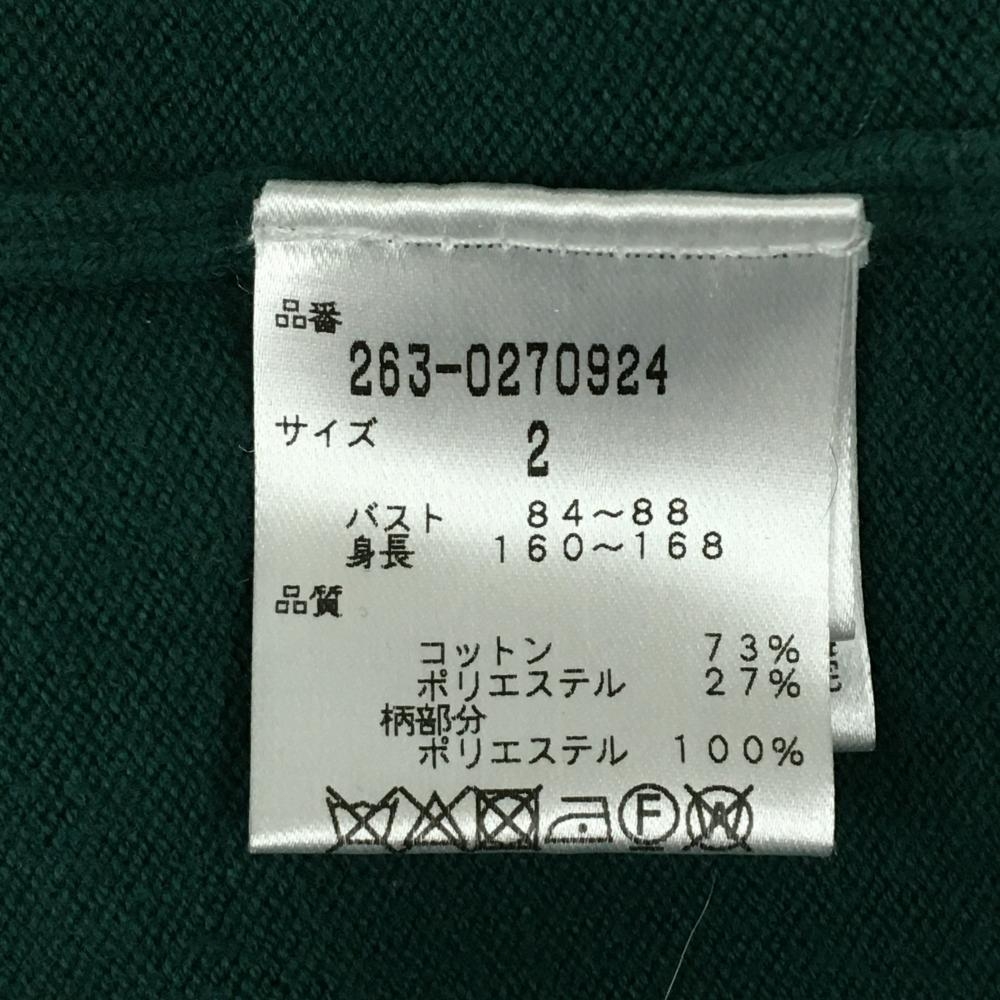 品番
263-0270924
サイズ 2
バスト 84~88
身長 160~168
品質
コットン 73%
ポリエステル 27%
柄部分
ポリエステル 100%
F W